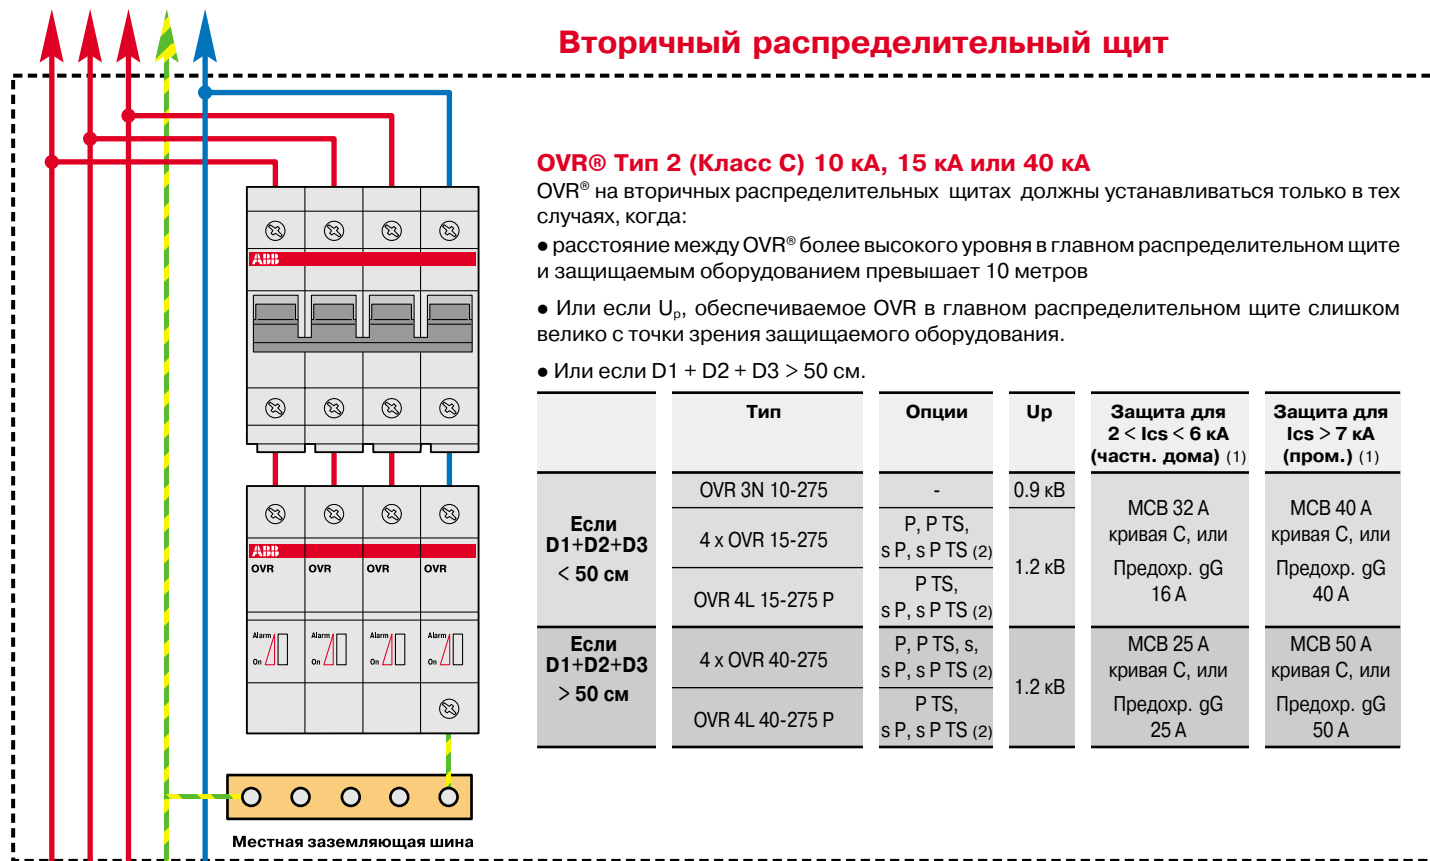 Вторичный распределительный щит
OVR® Тип 2 (Класс C) 10 кА, 15 кА или 40 кА
OVR® на вторичных распределительных щитах должны устанавливаться только в тех
случаях, когда:
● расстояние между OVR® более высокого уровня в главном распределительном щите
и защищаемым оборудованием превышает 10 метров
● Или если Up, обеспечиваемое OVR в главном распределительном щите слишком
велико с точки зрения защищаемого оборудования.
● Или если D1 + D2 + D3 > 50 см.
Тип Опции Up Защита для 2 < Ics < 6 кА (частн. дома) (1) Защита для Ics > 7 кА (пром.) (1)
Если
D1+D2+D3
< 50 см
OVR 3N 10-275 - 0.9 кВ
4 x OVR 15-275 P, P TS,
s P, s P TS (2)
1.2 кВ
OVR 4L 15-275 P P TS,
s P, s P TS (2)
MCB 32 A
кривая C, или
Предохр. gG
16 A
MCB 40 A
кривая C, или
Предохр. gG
40 A
Если
D1+D2+D3
> 50 см
4 x OVR 40-275 P, P TS, s,
s P, s P TS (2)
1.2 кВ
OVR 4L 40-275 P P TS,
s P, s P TS (2)
MCB 25 A
кривая C, или
Предохр. gG
25 A
MCB 50 A
кривая C, или
Предохр. gG
50 A
ABB
ABB
OVR OVR OVR OVR
Alarm Alarm Alarm Alarm
On On On On
Местная заземляющая шина